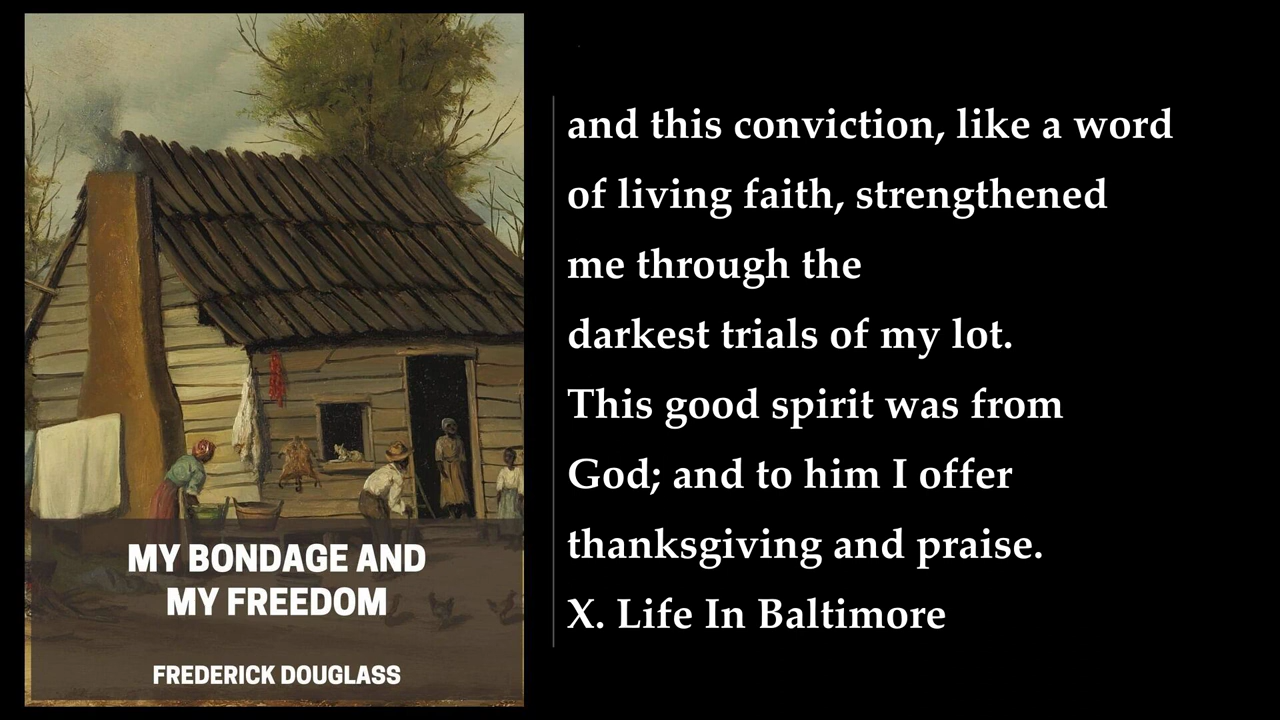 MY BONDAGE AND
MY FREEDOM
FREDERICK DOUGLASS
and this conviction, like a word
of living faith, strengthened
me through the
darkest trials of my lot.
This good spirit was from
God; and to him I offer
thanksgiving and praise.
X. Life In Baltimore